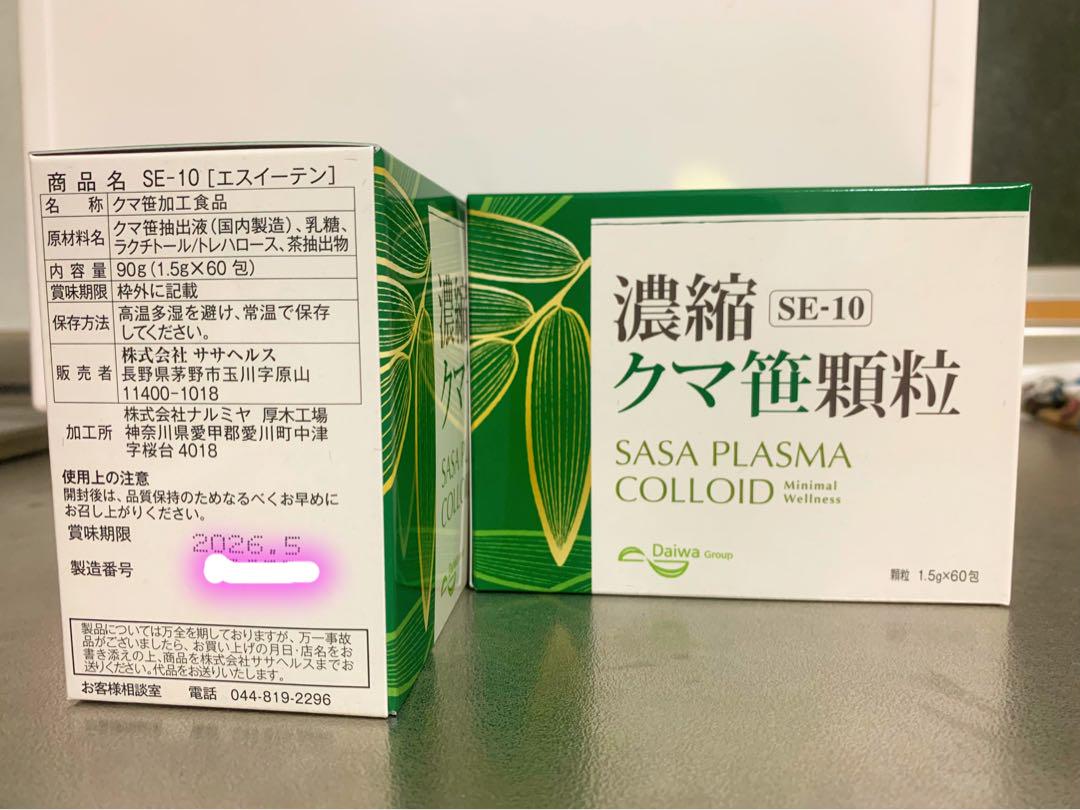 商品名 SE-10 [エスイーテン]
名称 クマ笹加工食品
原材料名 クマ笹抽出液（国内製造）、乳糖、
ラクチトール/トレハロース、茶抽出物
内容量 90g（1.5g×60包）
賞味期限 枠外に記載
保存方法 高温多湿を避け、常温で保存
してください。
販売者 株式会社 ササヘルス
長野県茅野市玉川字原山
11400-1018
加工所 株式会社ナルミヤ 厚木工場
神奈川県愛甲郡愛川町中津
字桜台4018
使用上の注意
開封後は、品質保持のためなるべくお早めに
お召し上がりください。
賞味期限 2026.5
製造番号
製品については万全を期しておりますが、万一事故
品がございましたら、お買い上げの月日・店名をお
書き添えの上、商品を株式会社ササヘルスまでお
送りください。代品をお送りいたします。
お客様相談室 電話 044-819-2296
濃縮
クマ
SASA P
COLLO
Daiwa
濃縮 SE-10
クマ笹顆粒
SASA PLASMA
COLLOID Minimal
Wellness
Daiwa Group
顆粒 1.5g×60包